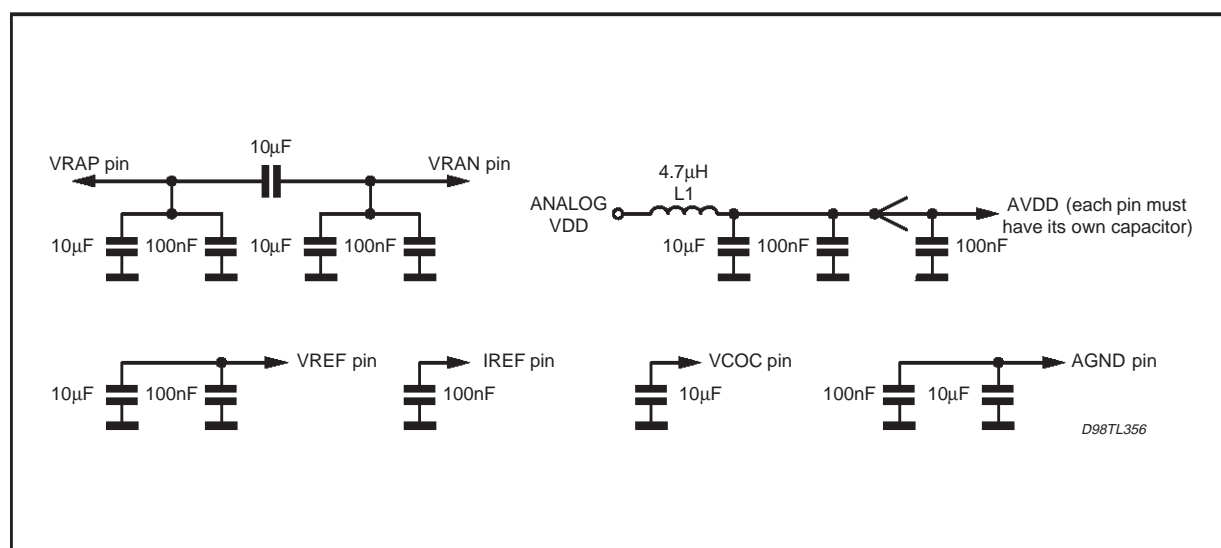 10µF
VRAP pin
VRAN pin
10µF
100nF
10µF
100nF
4.7µH
L1
ANALOG
VDD
10µF
100nF
100nF
AVDD (each pin must
have its own capacitor)
VREF pin
10µF
100nF
IREF pin
100nF
VCOC pin
10µF
AGND pin
100nF
10µF
D98TL356